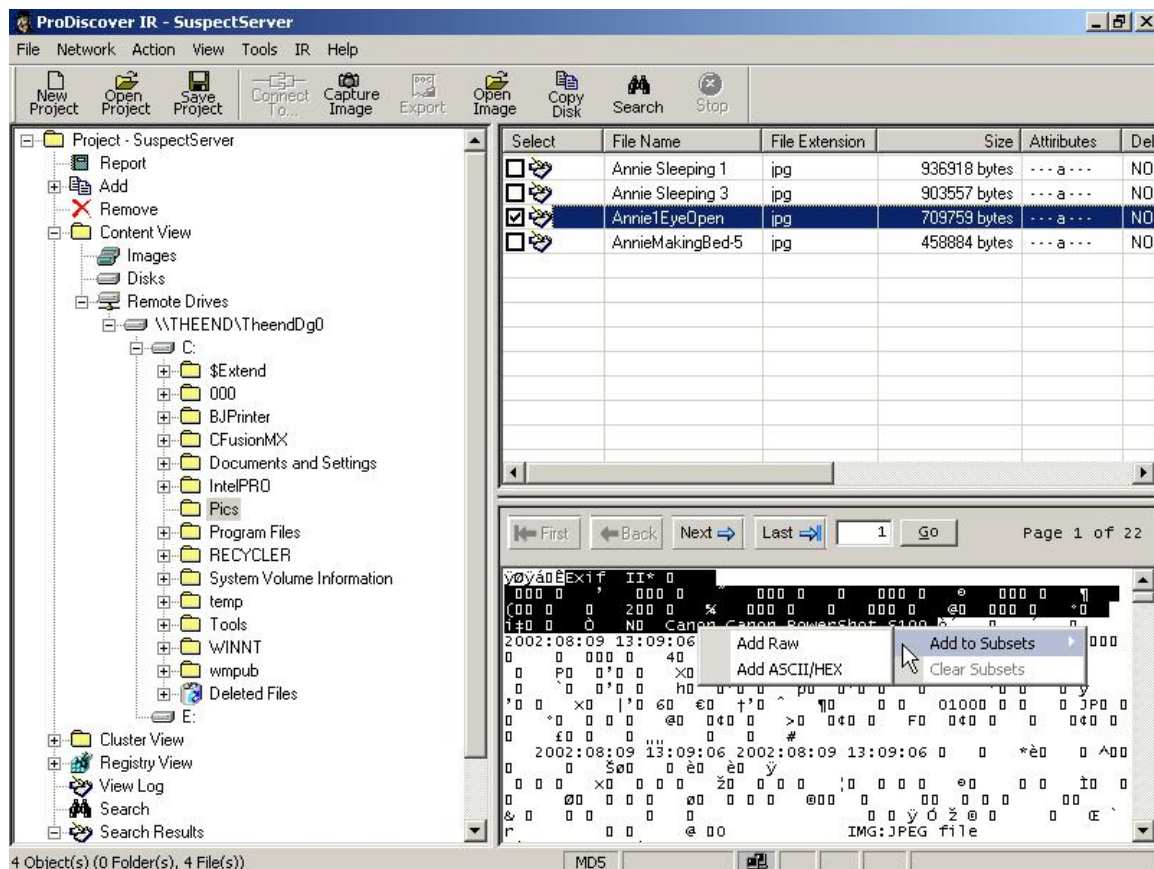 ProDiscover IR - SuspectServer
File Network Action View Tools IR Help
New Project Open Project Save Project Connect To... Capture Image Export Open Image Copy Disk Search Stop
Project - SuspectServer
Report
Add
Remove
Content View
Images
Disks
Remote Drives
\\THEEND\TheendDg0
C:
$Extend
000
BJPrinter
CFusionMX
Documents and Settings
IntelPRO
Pics
Program Files
RECYCLER
System Volume Information
temp
Tools
WINNT
wmpub
Deleted Files
E:
Cluster View
Registry View
View Log
Search
Search Results
Select File Name File Extension Size Attiributes Del
Annie Sleeping 1 jpg 936918 bytes - - - a - - - NO
Annie Sleeping 3 jpg 903557 bytes - - - a - - - NO
Annie1EyeOpen jpg 709759 bytes - - - a - - - NO
AnnieMakingBed-5 jpg 458884 bytes - - - a - - - NO
First Back Next Last 1 Go Page 1 of 22
Exif II*
Canon Canon PowerShot S100
2002:08:09 13:09:06
Add Raw
Add ASCII/HEX
Add to Subsets
Clear Subsets
2002:08:09 13:09:06 2002:08:09 13:09:06
IMG:JPEG file
4 Object(s) (0 Folder(s), 4 File(s)) MD5